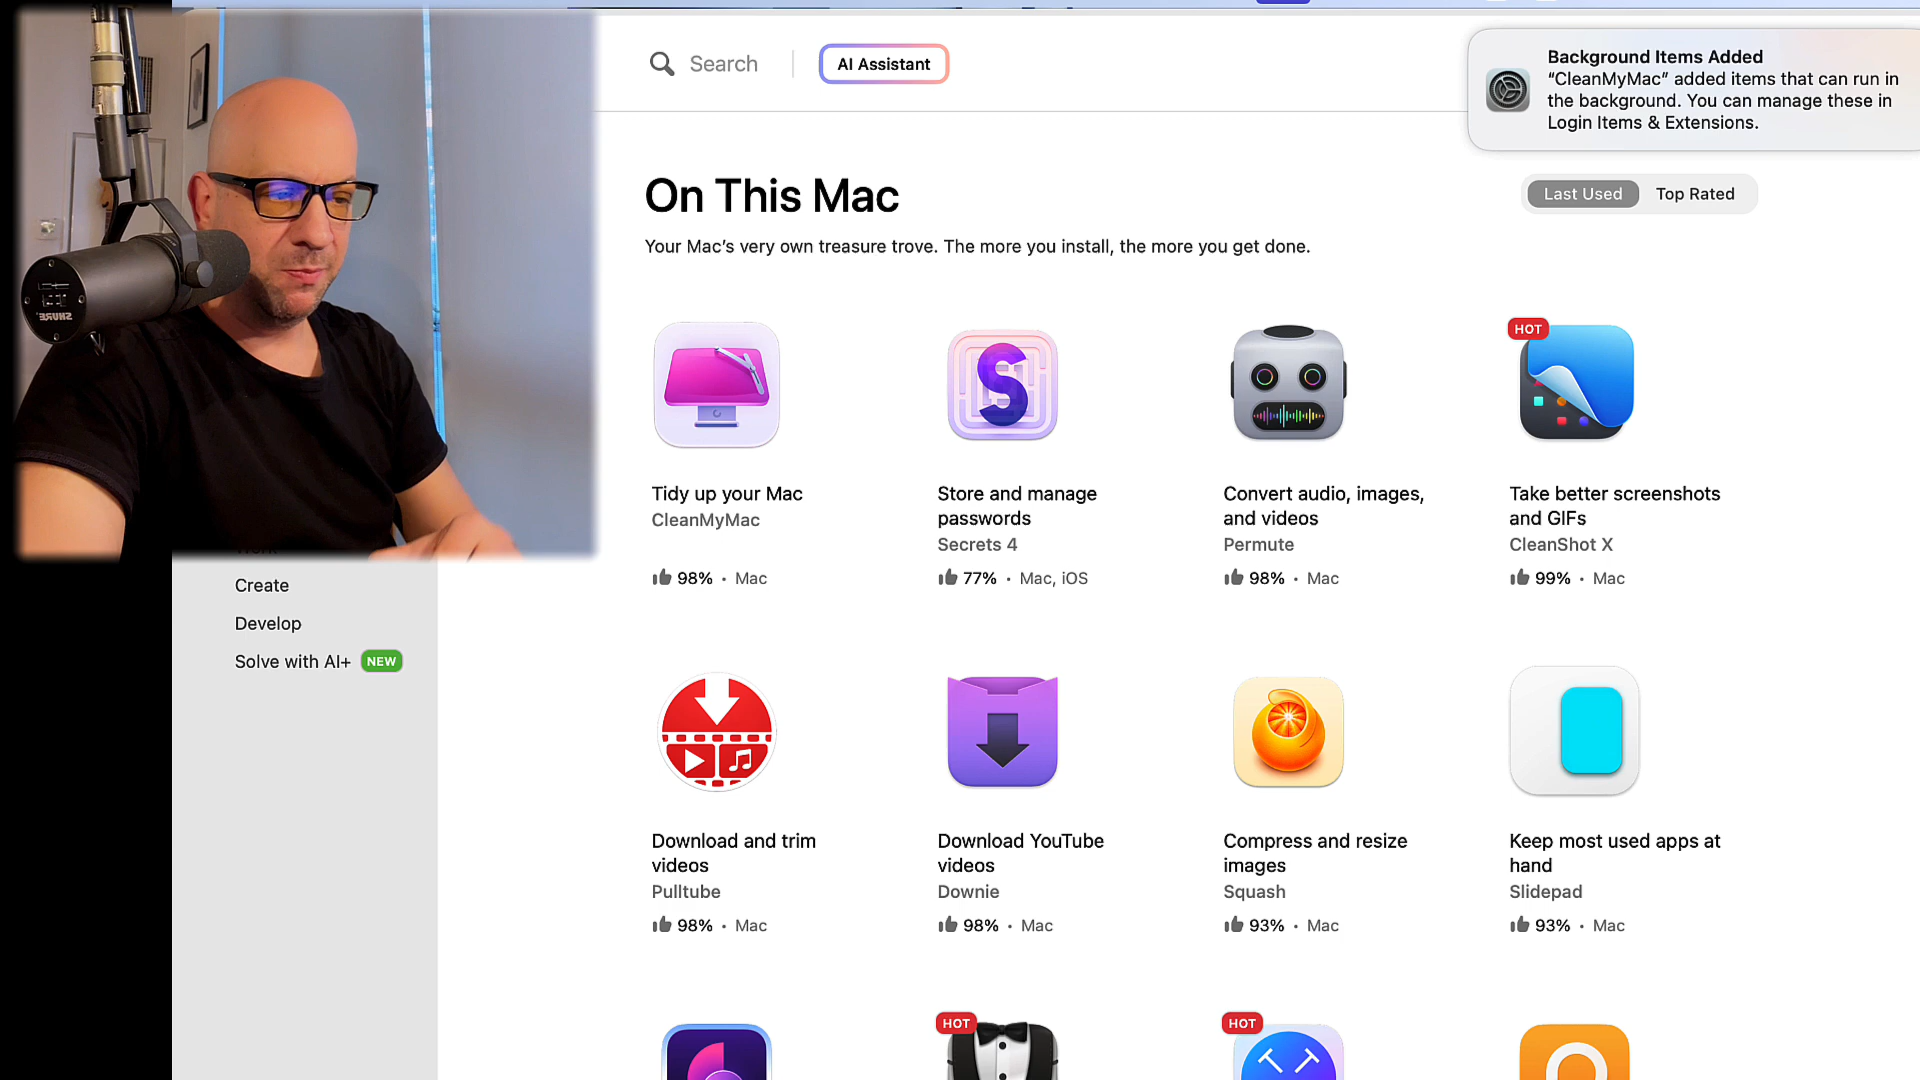 Search
AI Assistant
Background Items Added
“CleanMyMac” added items that can run in
the background. You can manage these in
Login Items & Extensions.
On This Mac
Last Used
Top Rated
Your Mac’s very own treasure trove. The more you install, the more you get done.
HOT
Tidy up your Mac
CleanMyMac
98% • Mac
Store and manage
passwords
Secrets 4
77% • Mac, iOS
Convert audio, images,
and videos
Permute
98% • Mac
Take better screenshots
and GIFs
CleanShot X
99% • Mac
Create
Develop
Solve with AI+ NEW
Download and trim
videos
Pulltube
98% • Mac
Download YouTube
videos
Downie
98% • Mac
Compress and resize
images
Squash
93% • Mac
Keep most used apps at
hand
Slidepad
93% • Mac
HOT
HOT
SHURE